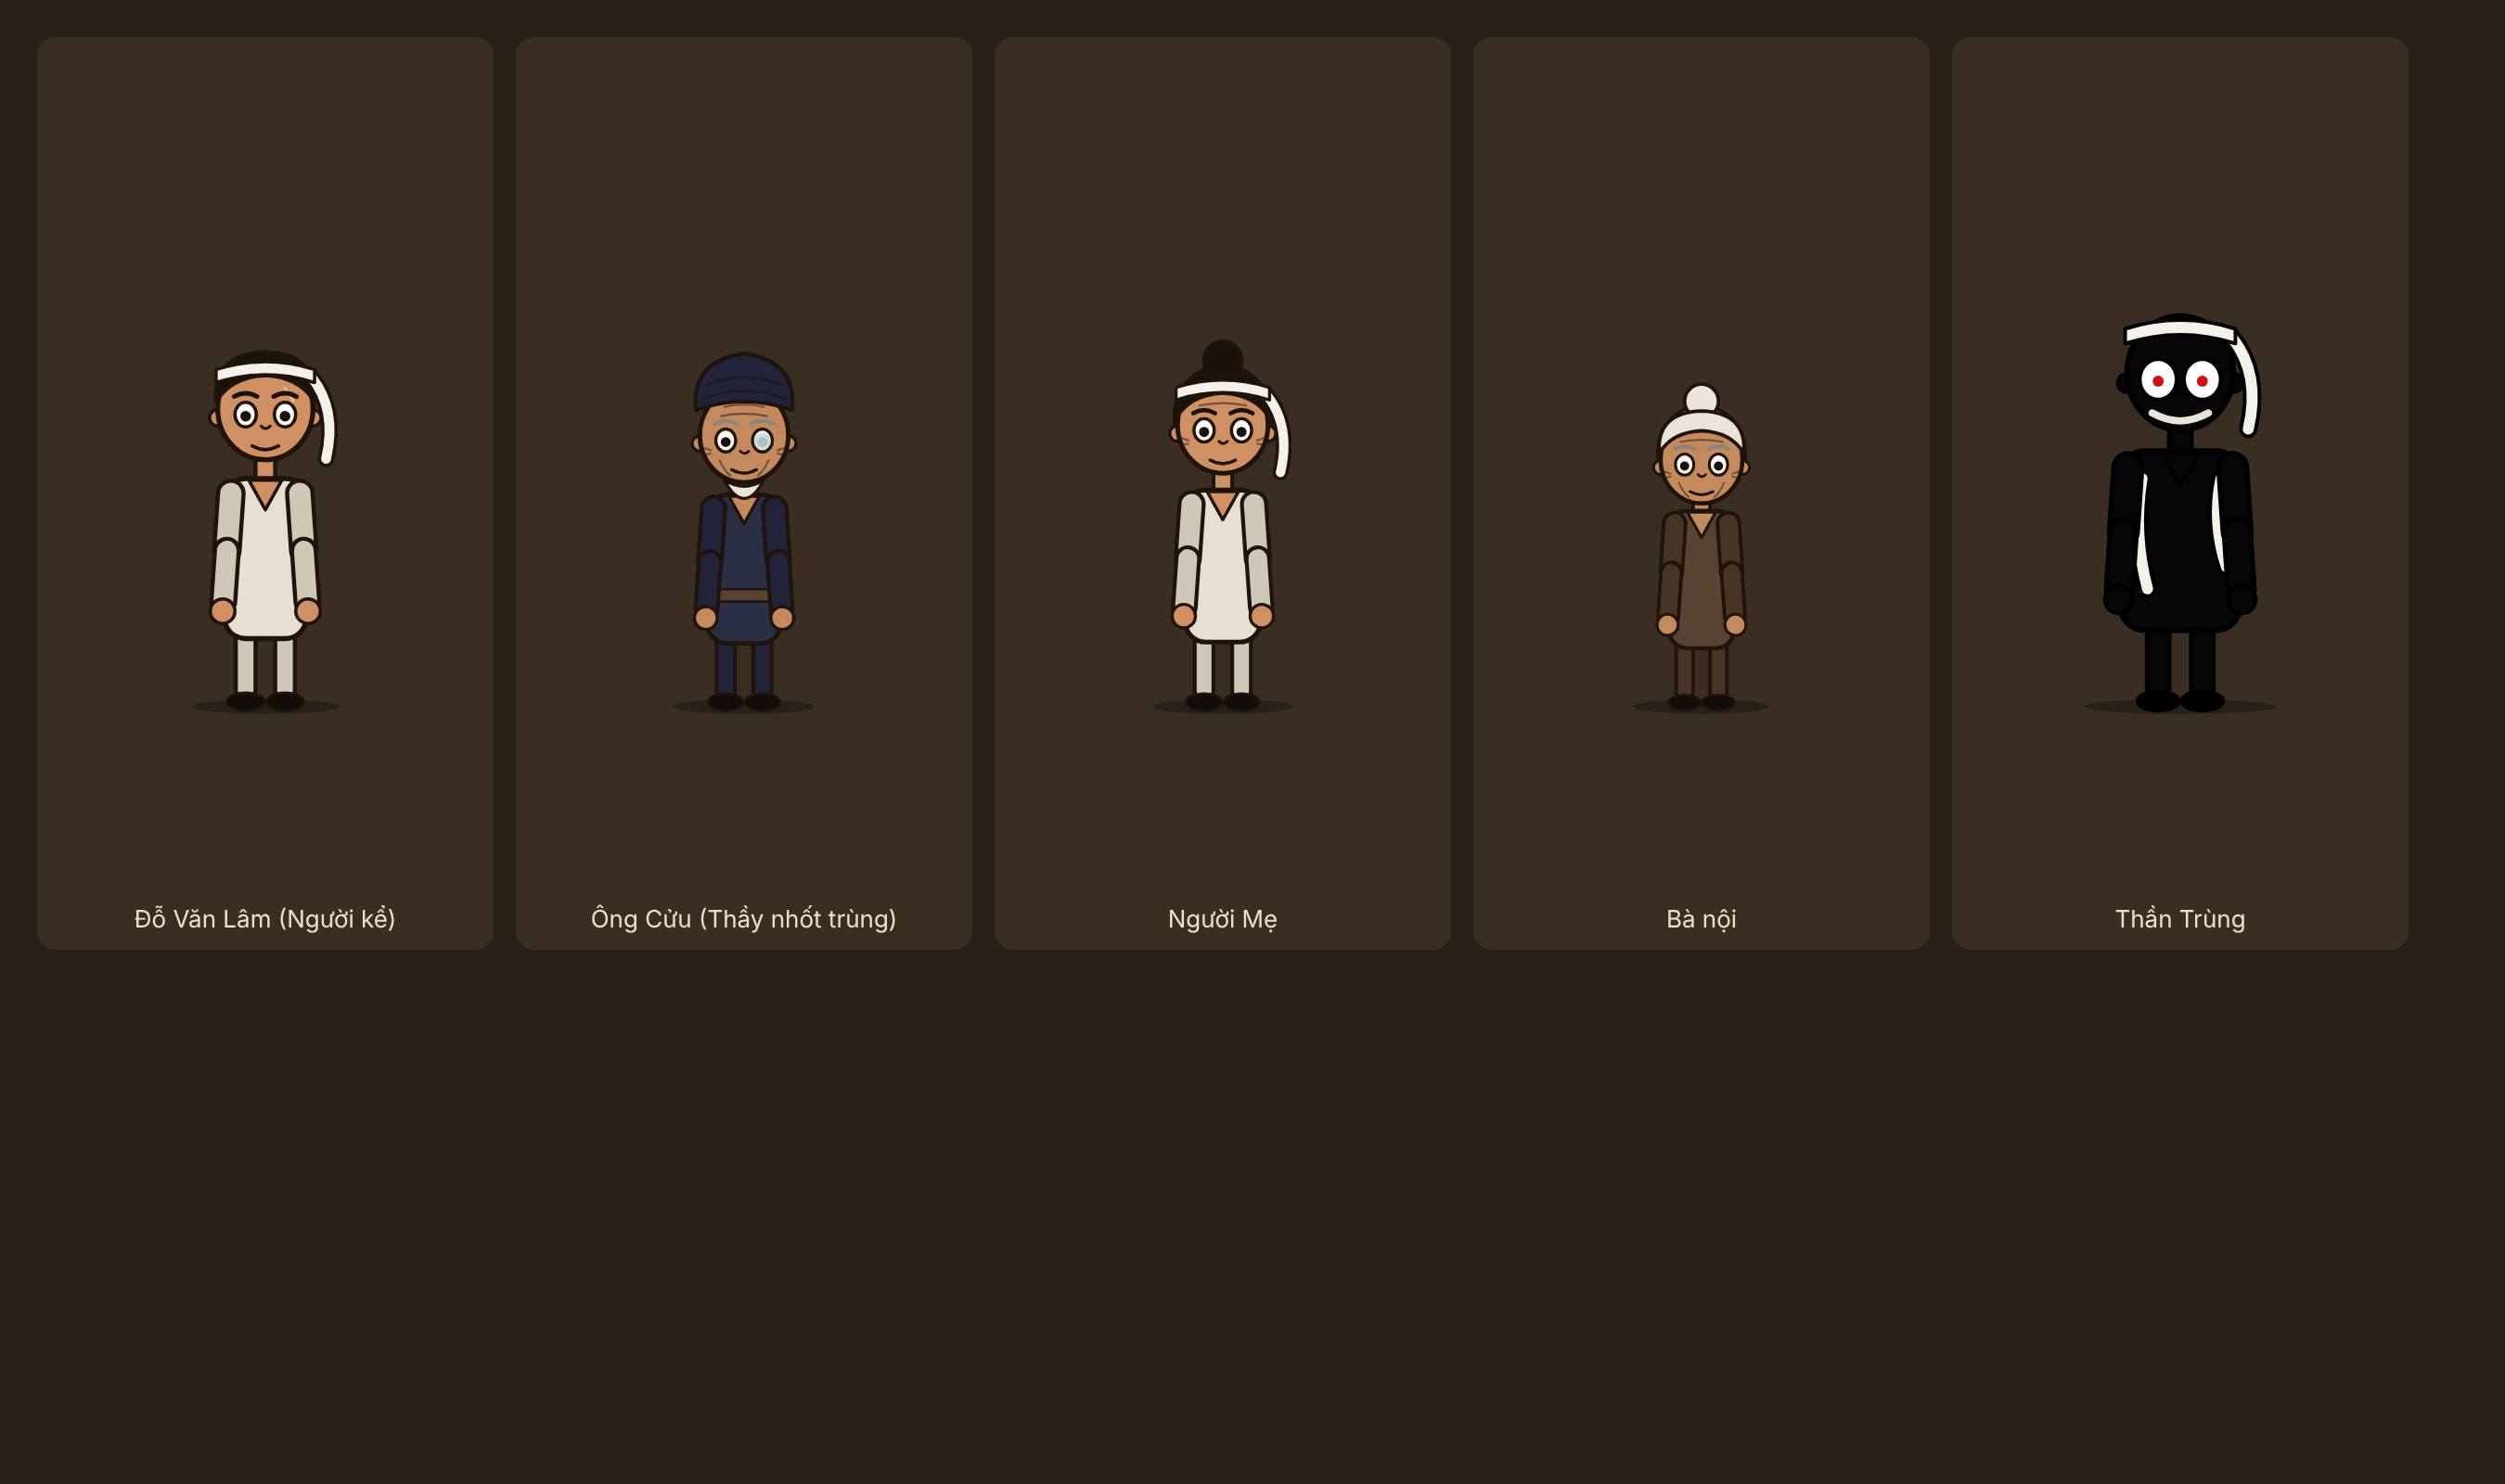 Đỗ Văn Lâm (Người kể)
Ông Cửu (Thầy nhốt trùng)
Người Mẹ
Bà nội
Thần Trùng